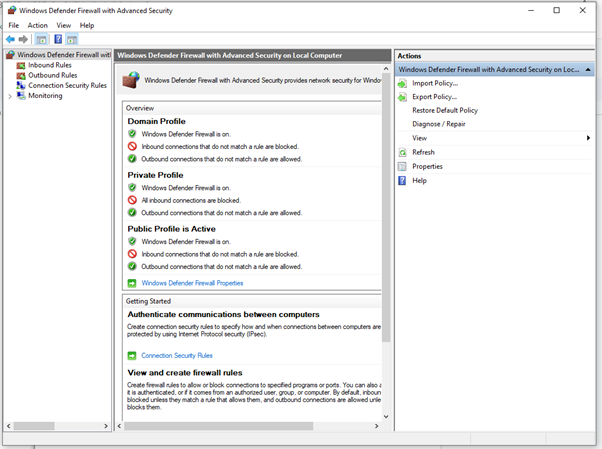 Windows Defender Firewall with Advanced Security
File Action View Help
Windows Defender Firewall wit
Inbound Rules
Outbound Rules
Connection Security Rules
Monitoring
Windows Defender Firewall with Advanced Security on Local Computer
Windows Defender Firewall with Advanced Security provides network security for Window
Overview
Domain Profile
Windows Defender Firewall is on.
Inbound connections that do not match a rule are blocked.
Outbound connections that do not match a rule are allowed.
Private Profile
Windows Defender Firewall is on.
All inbound connections are blocked.
Outbound connections that do not match a rule are allowed.
Public Profile is Active
Windows Defender Firewall is on.
Inbound connections that do not match a rule are blocked.
Outbound connections that do not match a rule are allowed.
Windows Defender Firewall Properties
Getting Started
Authenticate communications between computers
Create connection security rules to specify how and when connections between computers are
protected by using Internet Protocol security (IPsec).
Connection Security Rules
View and create firewall rules
Create firewall rules to allow or block connections to specified programs or ports. You can also a
it is authenticated, or if it comes from an authorized user, group, or computer. By default, inboun
blocked unless they match a rule that allows them, and outbound connections are allowed unle
blocks them.
Actions
Windows Defender Firewall with Advanced Security on Loc...
Import Policy...
Export Policy...
Restore Default Policy
Diagnose / Repair
View
Refresh
Properties
Help